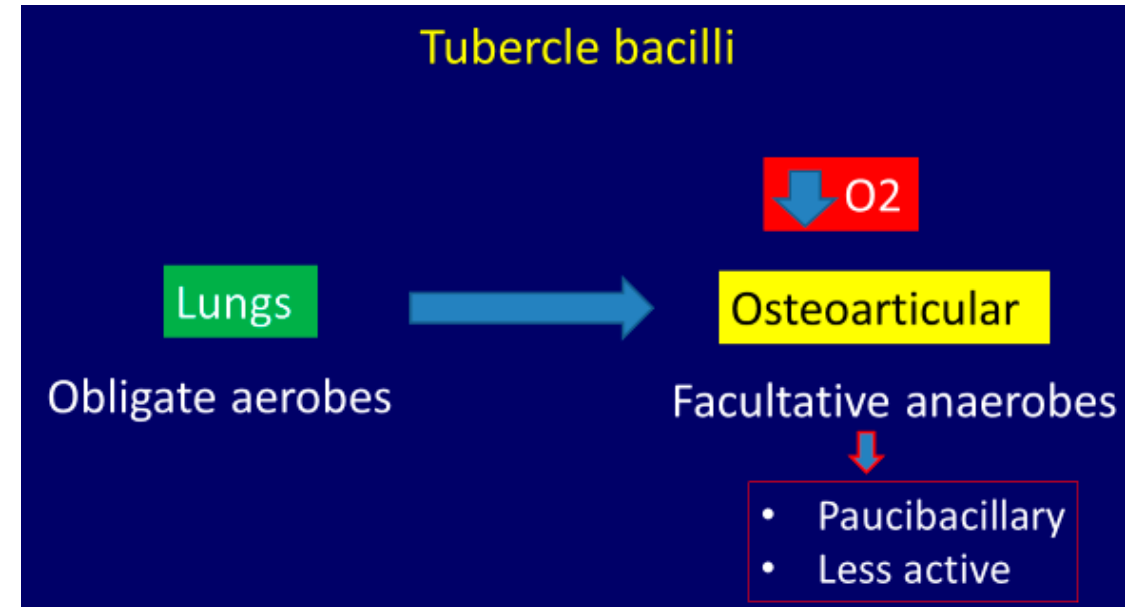 Tubercle bacilli
O2
Lungs
Osteoarticular
Obligate aerobes
Facultative anaerobes
• Paucibacillary
• Less active